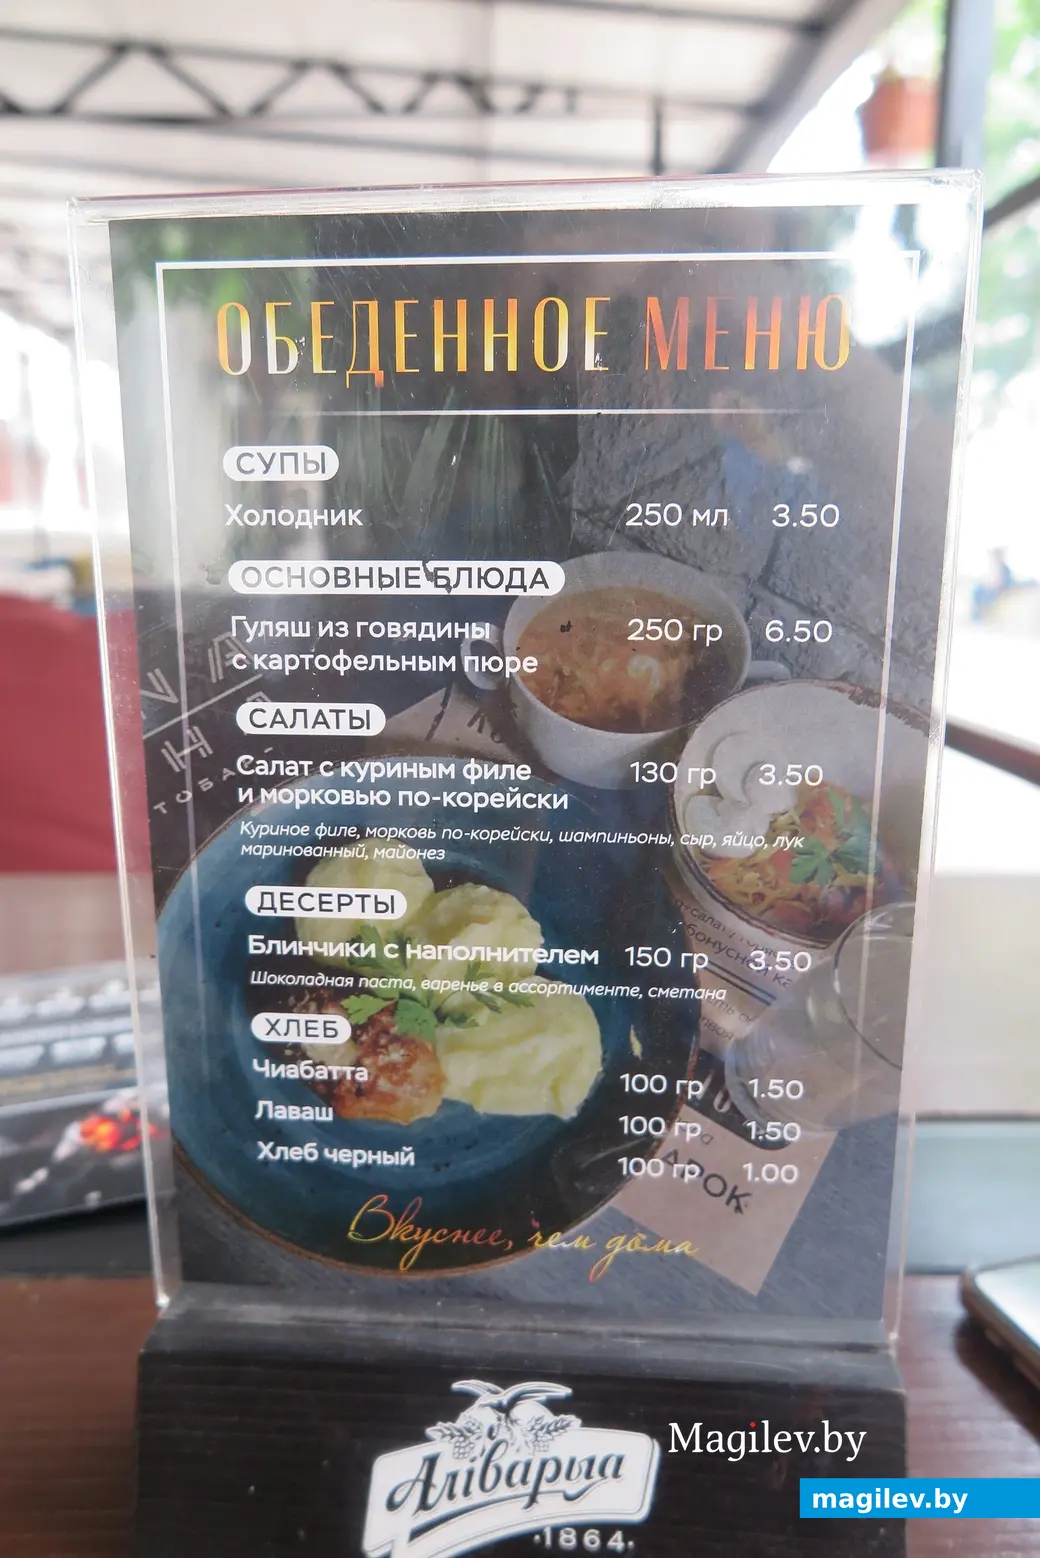 ОБЕДЕННОЕ МЕНЮ
СУПЫ
Холодник 250 мл 3.50
ОСНОВНЫЕ БЛЮДА
Гуляш из говядины 250 гр 6.50
с картофельным пюре
САЛАТЫ
Салат с куриным филе 130 гр 3.50
и морковью по-корейски
Куриное филе, морковь по-корейски, шампиньоны, сыр, яйцо, лук
маринованный, майонез
ДЕСЕРТЫ
Блинчики с наполнителем 150 гр 3.50
Шоколадная паста, варенье в ассортименте, сметана
ХЛЕБ
Чиабатта 100 гр 1.50
Лаваш 100 гр 1.50
Хлеб черный 100 гр 1.00
Вкуснее, чем дома
Аліварыя
·1864·
Magilev.by
magilev.by